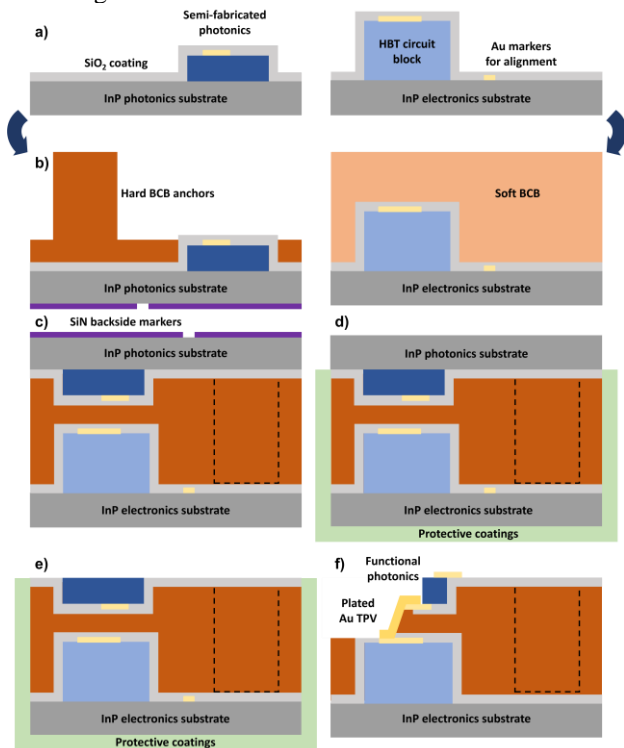 a)
Semi-fabricated
photonics
SiO₂ coating
InP photonics substrate
HBT circuit
block
Au markers
for alignment
InP electronics substrate
b)
Hard BCB anchors
InP photonics substrate
Soft BCB
InP electronics substrate
c)
SiN backside markers
InP photonics substrate
InP electronics substrate
d)
InP photonics substrate
InP electronics substrate
Protective coatings
e)
InP electronics substrate
Protective coatings
f)
Functional
photonics
Plated
Au TPV
InP electronics substrate